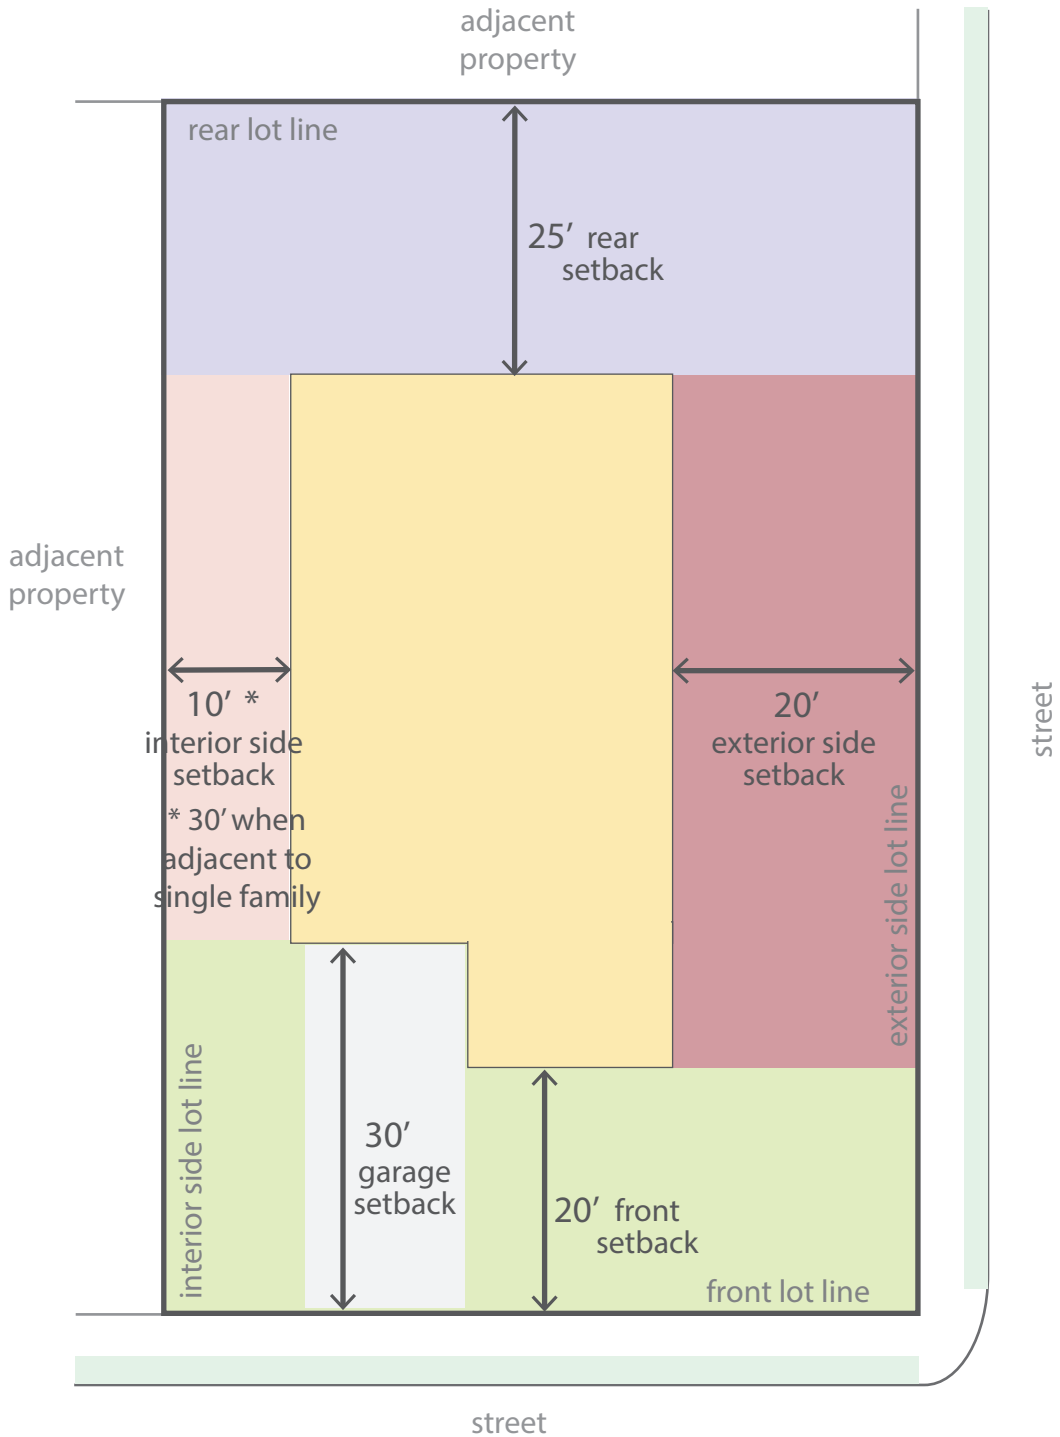 adjacent
property
rear lot line
25’ rear
setback
adjacent
property
10’ *
interior side
setback
* 30’ when
adjacent to
single family
20’
exterior side
setback
street
exterior side lot line
interior side lot line
30’
garage
setback
20’ front
setback
front lot line
street